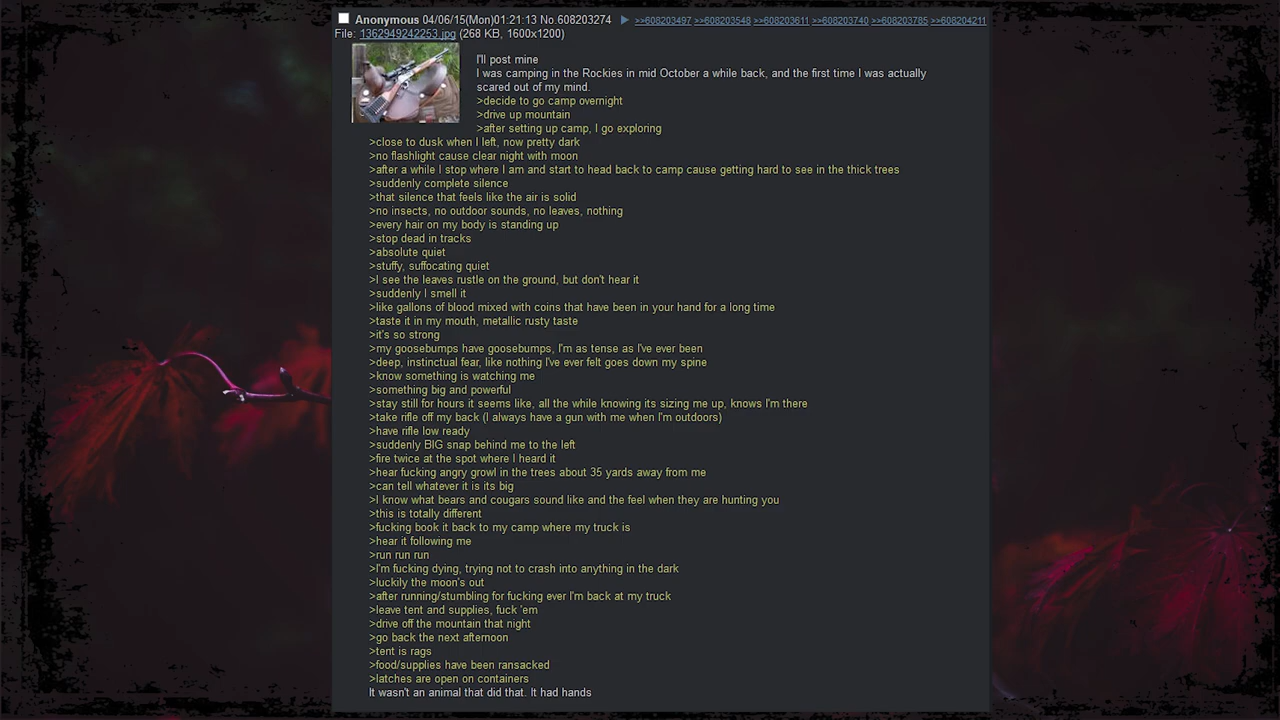 Anonymous 04/06/15(Mon)01:21:13 No.608203274 ▶ >>608203497 >>608203548 >>608203611 >>608203740 >>608203785 >>608204211
File: 1362949242253.jpg (268 KB, 1600x1200)
I'll post mine
I was camping in the Rockies in mid October a while back, and the first time I was actually
scared out of my mind.
>decide to go camp overnight
>drive up mountain
>after setting up camp, I go exploring
>close to dusk when I left, now pretty dark
>no flashlight cause clear night with moon
>after a while I stop where I am and start to head back to camp cause getting hard to see in the thick trees
>suddenly complete silence
>that silence that feels like the air is solid
>no insects, no outdoor sounds, no leaves, nothing
>every hair on my body is standing up
>stop dead in tracks
>absolute quiet
>stuffy, suffocating quiet
>I see the leaves rustle on the ground, but don't hear it
>suddenly I smell it
>like gallons of blood mixed with coins that have been in your hand for a long time
>taste it in my mouth, metallic rusty taste
>it's so strong
>my goosebumps have goosebumps, I'm as tense as I've ever been
>deep, instinctual fear, like nothing I've ever felt goes down my spine
>know something is watching me
>something big and powerful
>stay still for hours it seems like, all the while knowing its sizing me up, knows I'm there
>take rifle off my back (I always have a gun with me when I'm outdoors)
>have rifle low ready
>suddenly BIG snap behind me to the left
>fire twice at the spot where I heard it
>hear fucking angry growl in the trees about 35 yards away from me
>can tell whatever it is its big
>I know what bears and cougars sound like and the feel when they are hunting you
>this is totally different
>fucking book it back to my camp where my truck is
>hear it following me
>run run run
>I'm fucking dying, trying not to crash into anything in the dark
>luckily the moon's out
>after running/stumbling for fucking ever I'm back at my truck
>leave tent and supplies, fuck 'em
>drive off the mountain that night
>go back the next afternoon
>tent is rags
>food/supplies have been ransacked
>latches are open on containers
It wasn't an animal that did that. It had hands